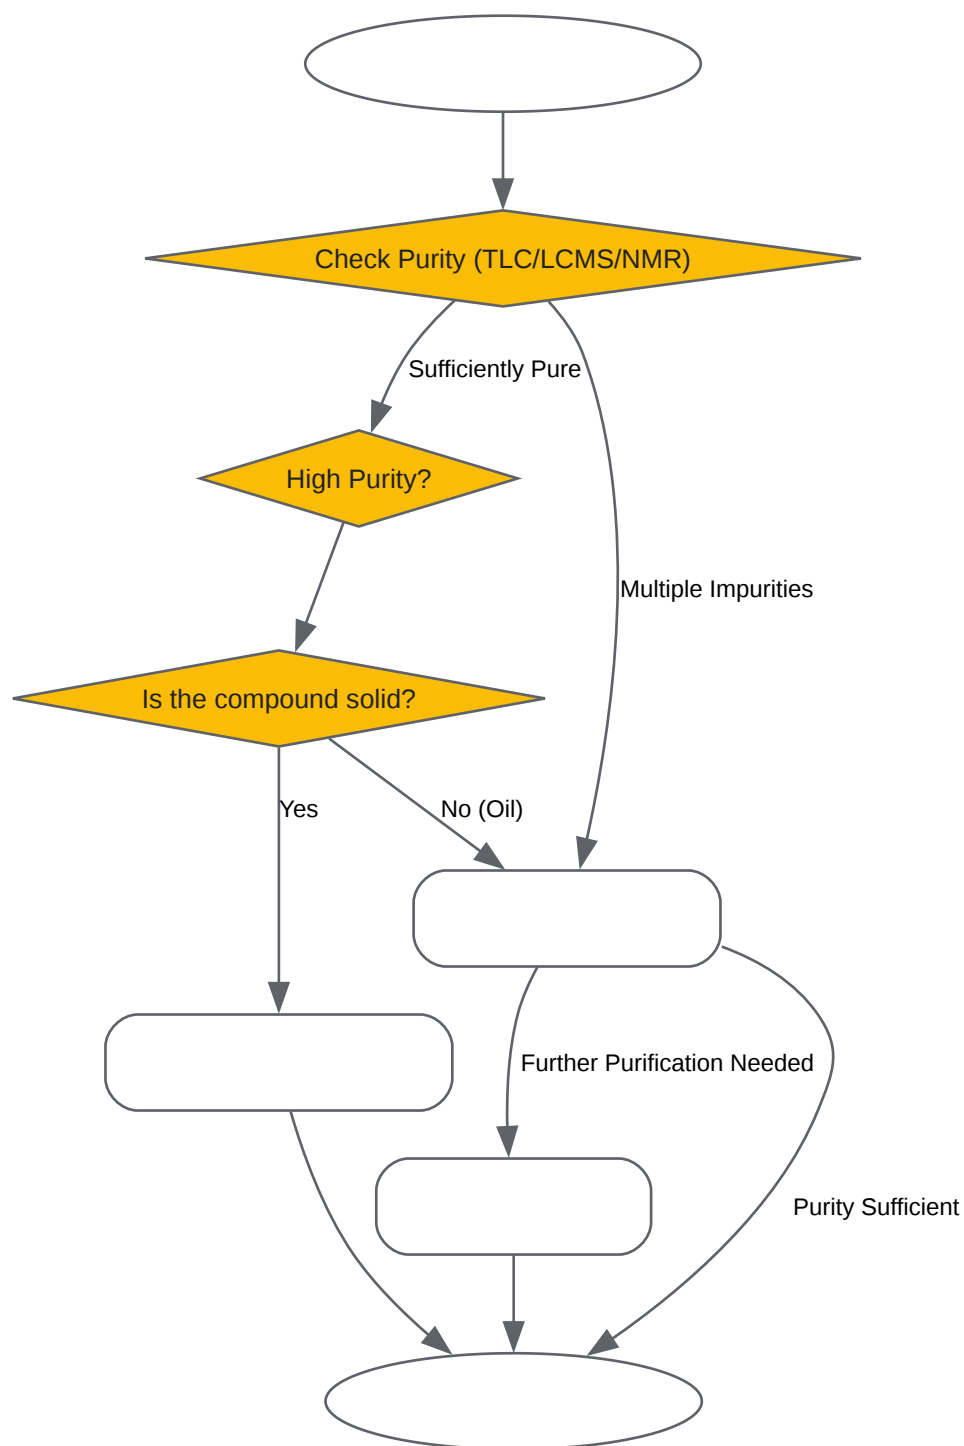 Check Purity (TLC/LCMS/NMR)
Sufficiently Pure
High Purity?
Multiple Impurities
Is the compound solid?
Yes
No (Oil)
Further Purification Needed
Purity Sufficient